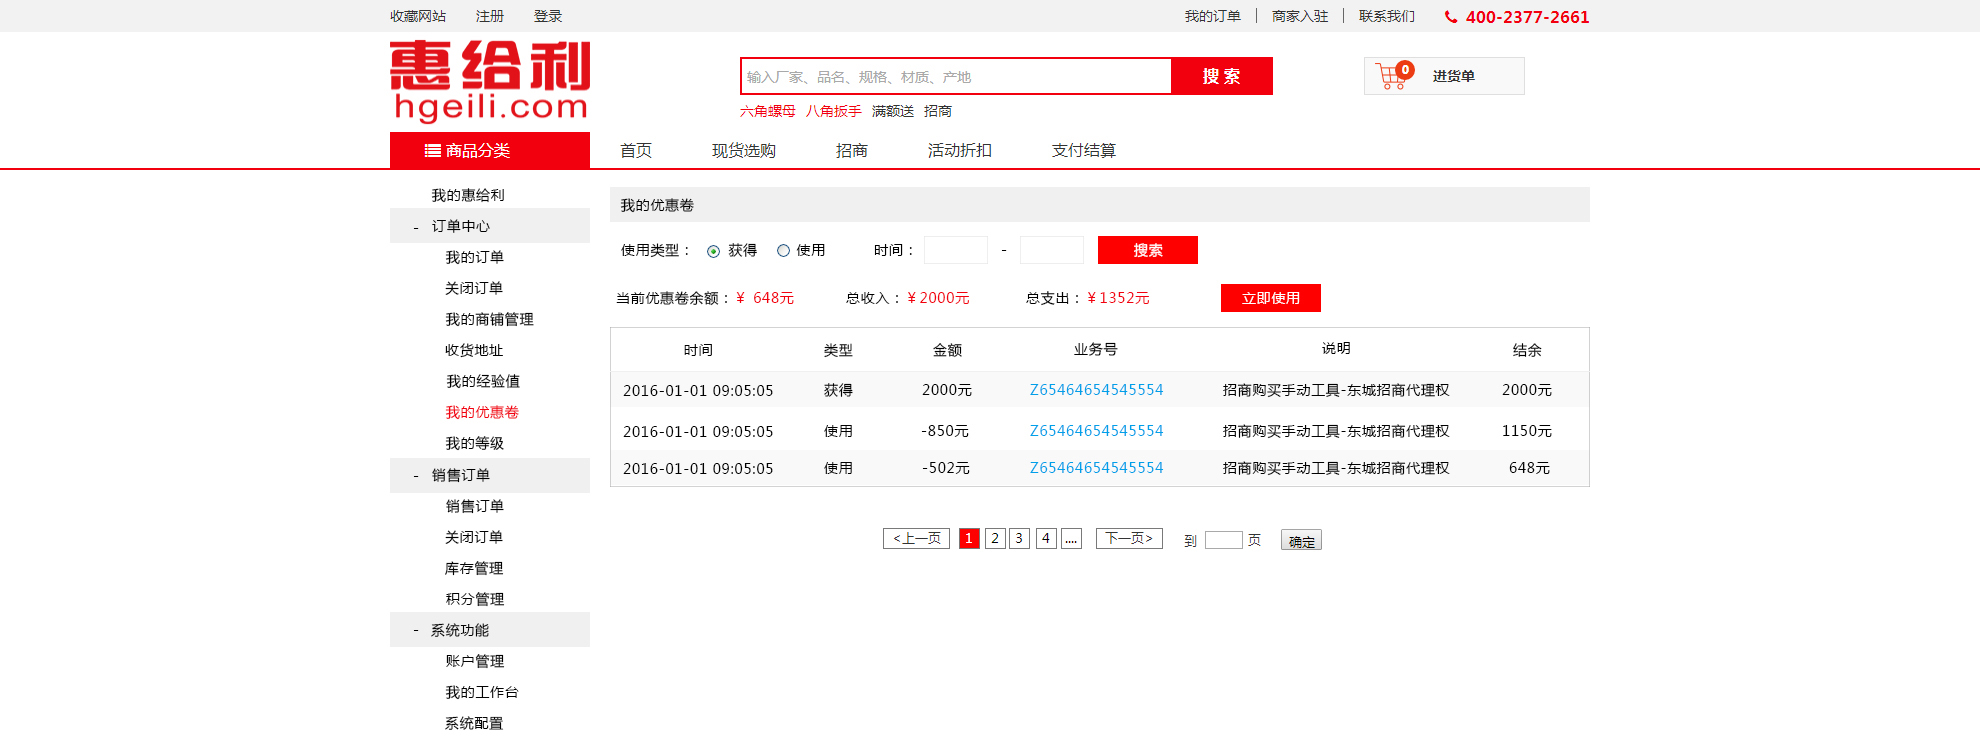 收藏网站 注册 登录 我的订单 商家入驻 联系我们 400-2377-2661
惠给利
hgeili.com
输入厂家、品名、规格、材质、产地 搜 索 0 进货单
六角螺母 八角扳手 满额送 招商
商品分类 首页 现货选购 招商 活动折扣 支付结算
我的惠给利
- 订单中心
我的订单
关闭订单
我的商铺管理
收货地址
我的经验值
我的优惠卷
我的等级
- 销售订单
销售订单
关闭订单
库存管理
积分管理
- 系统功能
账户管理
我的工作台
系统配置
我的优惠卷
使用类型： 获得 使用 时间： - 搜索
当前优惠卷余额：￥ 648元 总收入：￥2000元 总支出：￥1352元 立即使用
时间 类型 金额 业务号 说明 结余
2016-01-01 09:05:05 获得 2000元 Z65464654545554 招商购买手动工具-东城招商代理权 2000元
2016-01-01 09:05:05 使用 -850元 Z65464654545554 招商购买手动工具-东城招商代理权 1150元
2016-01-01 09:05:05 使用 -502元 Z65464654545554 招商购买手动工具-东城招商代理权 648元
<上一页 1 2 3 4 .... 下一页> 到 页 确定